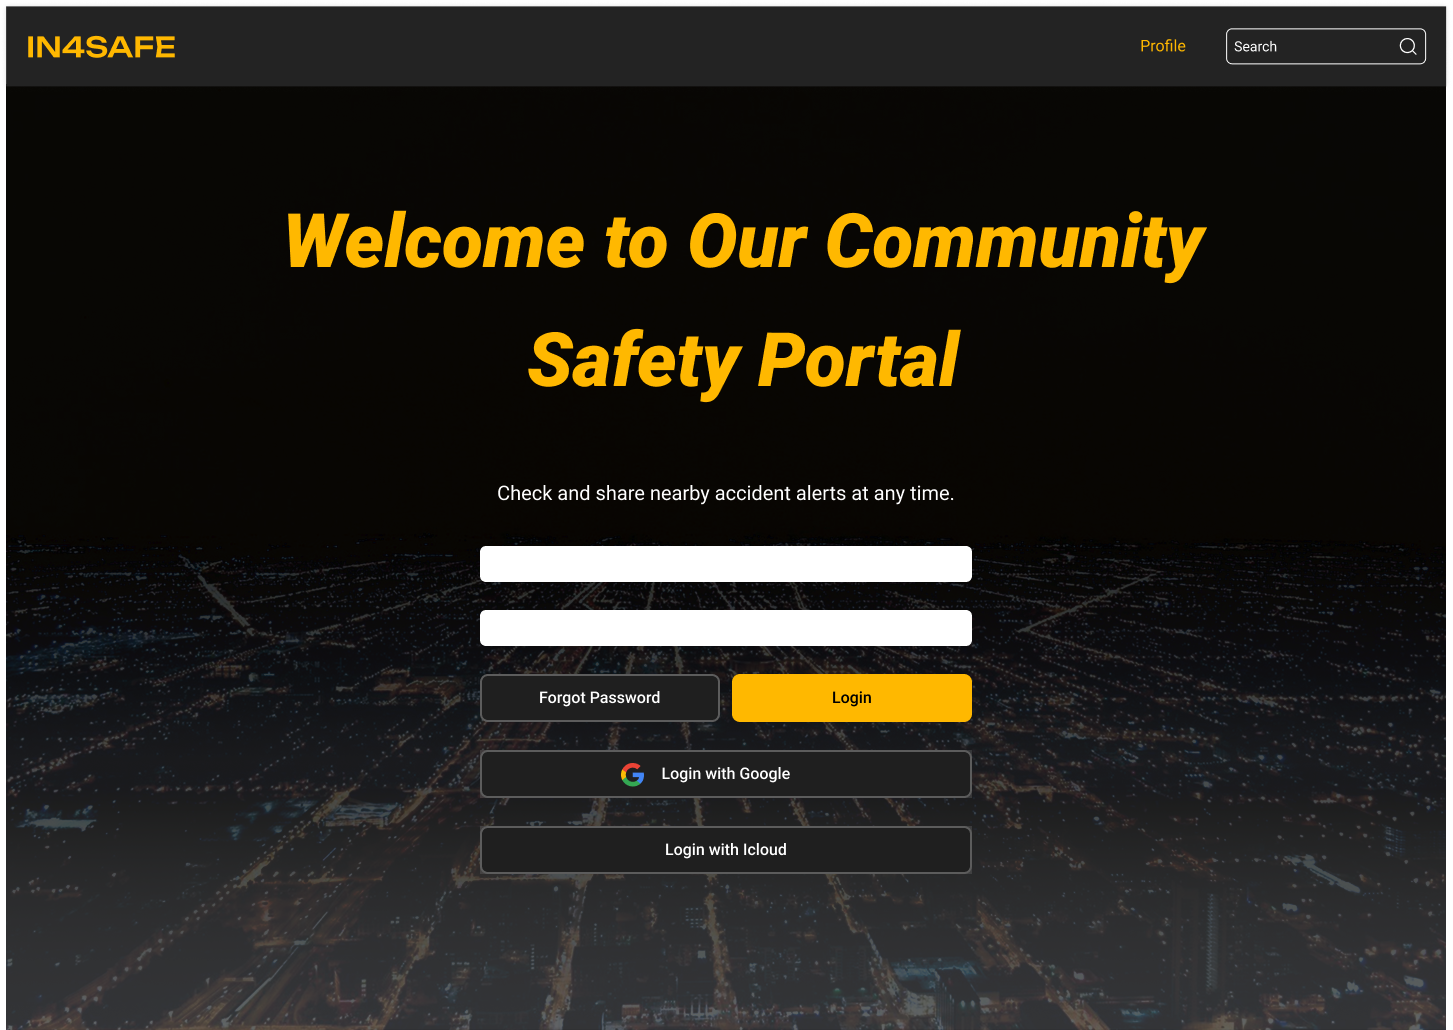 IN4SAFE
Profile
Search
Welcome to Our Community
Safety Portal
Check and share nearby accident alerts at any time.
Forgot Password
Login
Login with Google
Login with Icloud